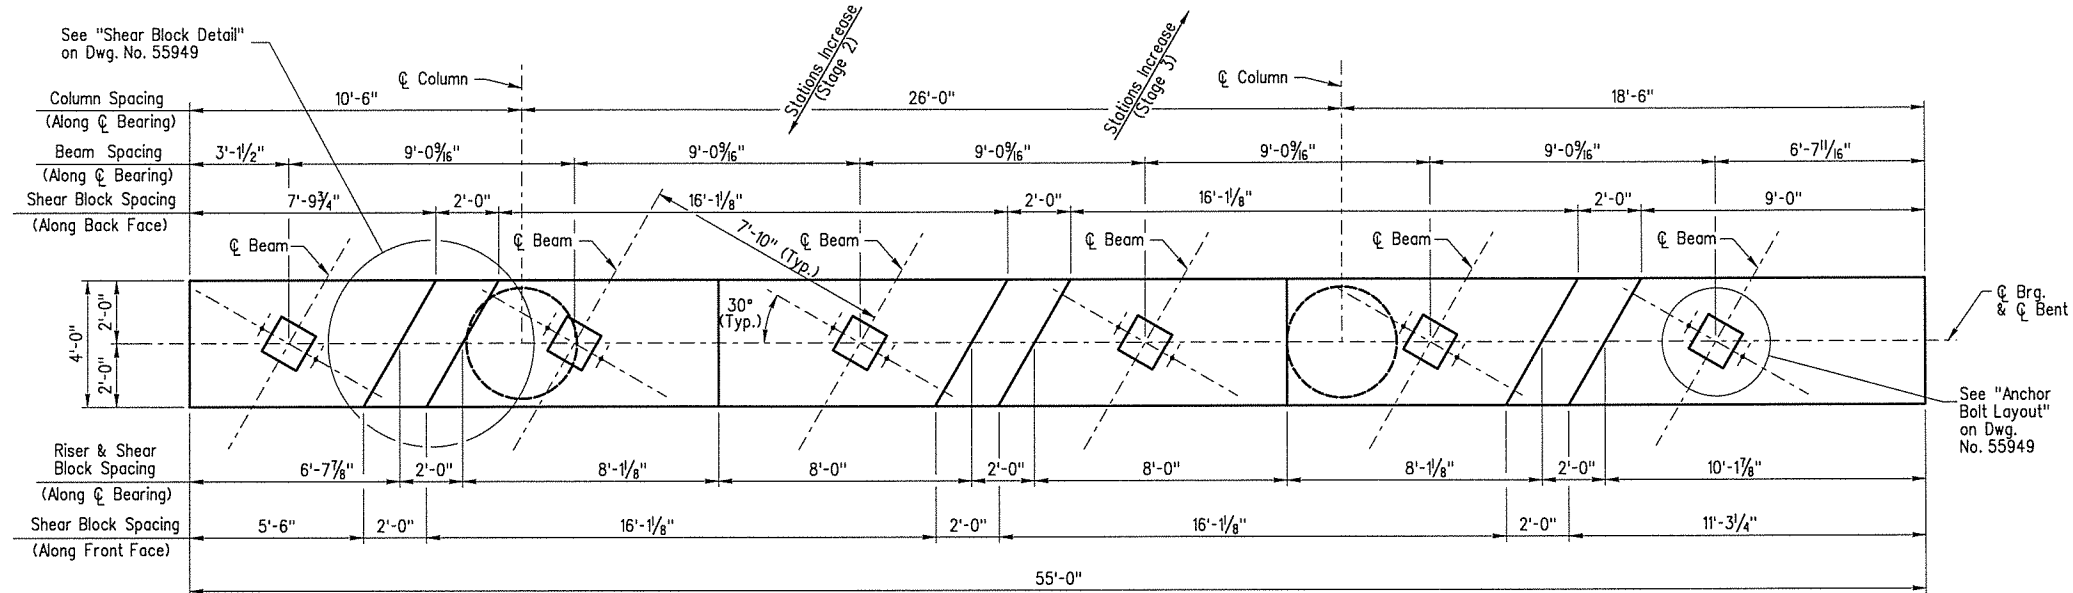 See "Shear Block Detail"
on Dwg. No. 55949
℄ Column
Stations Increase
(Stage 2)
Stations Increase
(Stage 3)
℄ Column
Column Spacing
(Along ℄ Bearing)
10'-6"
26'-0"
18'-6"
Beam Spacing
(Along ℄ Bearing)
3'-1½"
9'-0⁹⁄₁₆"
9'-0⁹⁄₁₆"
9'-0⁹⁄₁₆"
9'-0⁹⁄₁₆"
9'-0⁹⁄₁₆"
6'-7¹¹⁄₁₆"
Shear Block Spacing
(Along Back Face)
7'-9¾"
2'-0"
16'-1⅛"
2'-0"
16'-1⅛"
2'-0"
9'-0"
℄ Beam
℄ Beam
7'-10" (Typ.)
℄ Beam
℄ Beam
℄ Beam
℄ Beam
4'-0"
2'-0"
2'-0"
30°
(Typ.)
℄ Brg.
& ℄ Bent
See "Anchor
Bolt Layout"
on Dwg.
No. 55949
Riser & Shear
Block Spacing
(Along ℄ Bearing)
6'-7⅞"
2'-0"
8'-1⅛"
8'-0"
2'-0"
8'-0"
8'-1⅛"
2'-0"
10'-1⅞"
Shear Block Spacing
(Along Front Face)
5'-6"
2'-0"
16'-1⅛"
2'-0"
16'-1⅛"
2'-0"
11'-3¼"
55'-0"